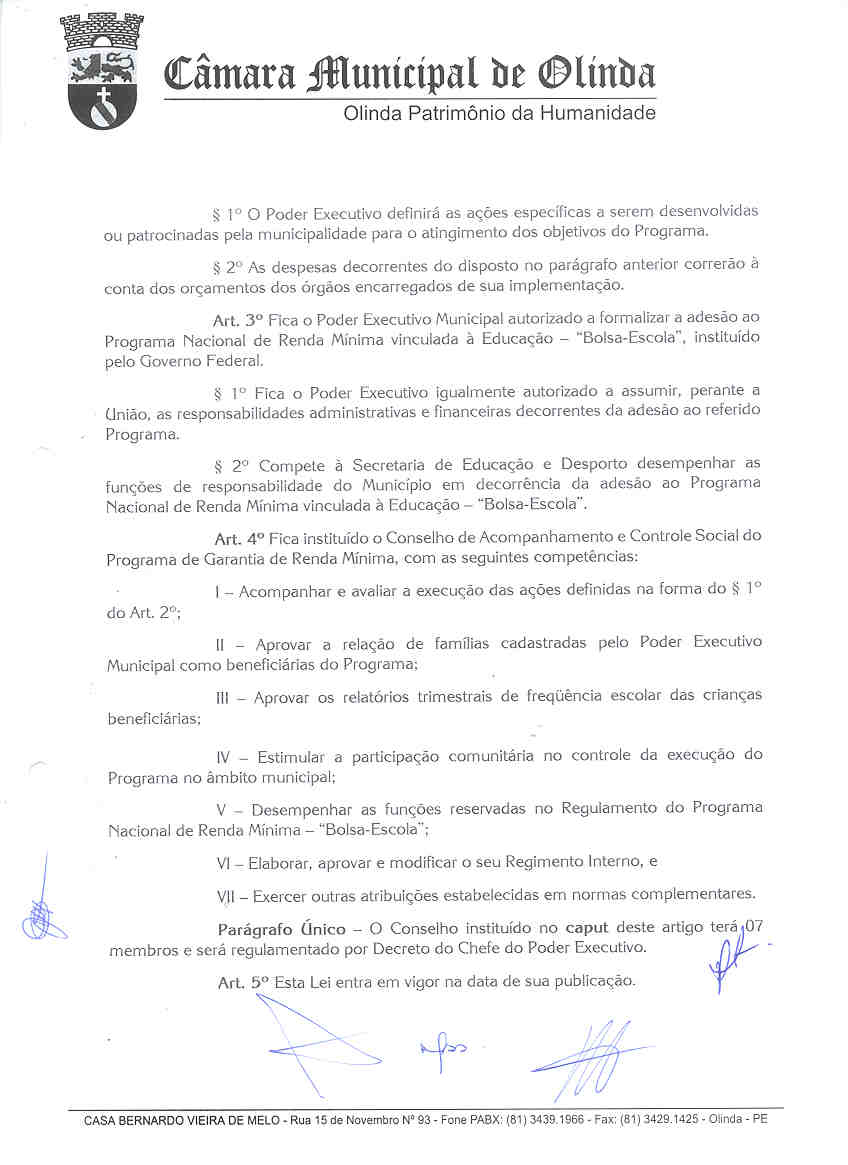 Câmara Municipal de Olinda
Olinda Patrimônio da Humanidade
§ 1º O Poder Executivo definirá as ações específicas a serem desenvolvidas
ou patrocinadas pela municipalidade para o atingimento dos objetivos do Programa.
§ 2º As despesas decorrentes do disposto no parágrafo anterior correrão à
conta dos orçamentos dos órgãos encarregados de sua implementação.
Art. 3º Fica o Poder Executivo Municipal autorizado a formalizar a adesão ao
Programa Nacional de Renda Mínima vinculada à Educação – “Bolsa-Escola”, instituído
pelo Governo Federal.
§ 1º Fica o Poder Executivo igualmente autorizado a assumir, perante a
União, as responsabilidades administrativas e financeiras decorrentes da adesão ao referido
Programa.
§ 2º Compete à Secretaria de Educação e Desporto desempenhar as
funções de responsabilidade do Município em decorrência da adesão ao Programa
Nacional de Renda Mínima vinculada à Educação – “Bolsa-Escola”.
Art. 4º Fica instituído o Conselho de Acompanhamento e Controle Social do
Programa de Garantia de Renda Mínima, com as seguintes competências:
I – Acompanhar e avaliar a execução das ações definidas na forma do § 1º
do Art. 2º;
II – Aprovar a relação de famílias cadastradas pelo Poder Executivo
Municipal como beneficiárias do Programa;
III – Aprovar os relatórios trimestrais de freqüência escolar das crianças
beneficiárias;
IV – Estimular a participação comunitária no controle da execução do
Programa no âmbito municipal;
V – Desempenhar as funções reservadas no Regulamento do Programa
Nacional de Renda Mínima – “Bolsa-Escola”;
VI – Elaborar, aprovar e modificar o seu Regimento Interno, e
VII – Exercer outras atribuições estabelecidas em normas complementares.
Parágrafo Único – O Conselho instituído no caput deste artigo terá 07
membros e será regulamentado por Decreto do Chefe do Poder Executivo.
Art. 5º Esta Lei entra em vigor na data de sua publicação.
CASA BERNARDO VIEIRA DE MELO - Rua 15 de Novembro Nº 93 - Fone PABX: (81) 3439.1966 - Fax: (81) 3429.1425 - Olinda - PE